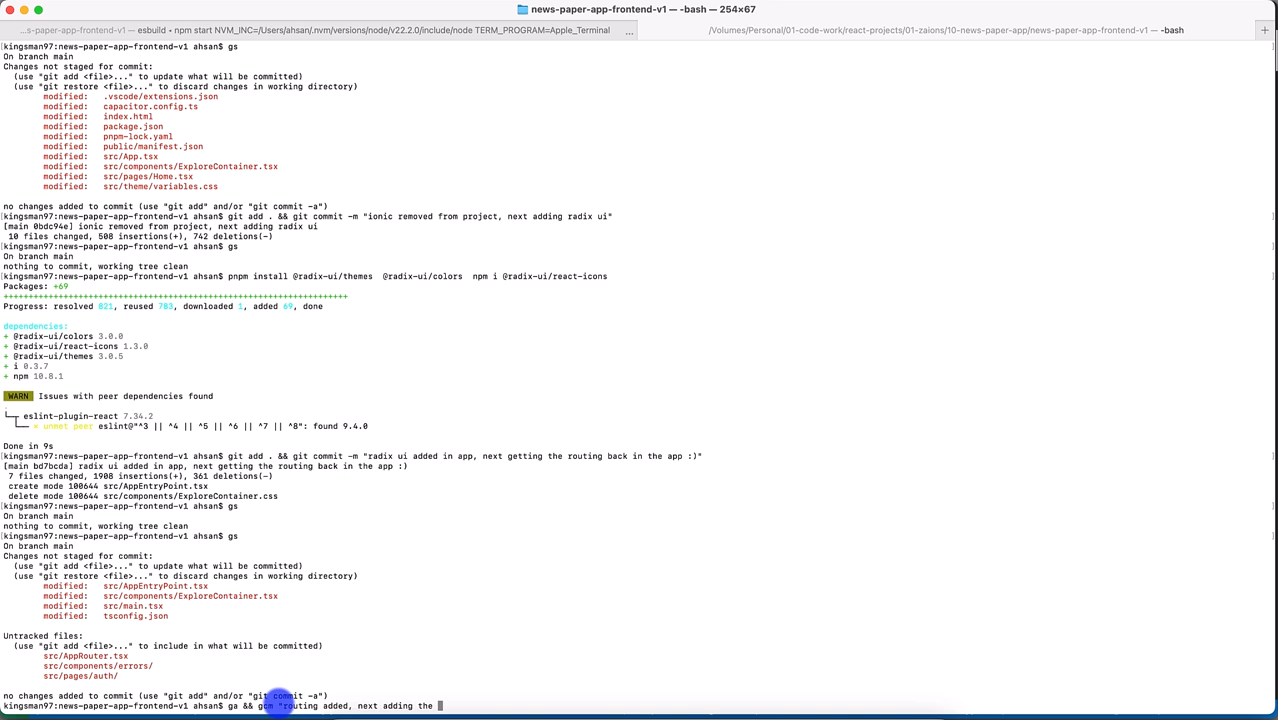 news-paper-app-frontend-v1 — -bash — 254×67
...s-paper-app-frontend-v1 — esbuild • npm start NVM_INC=/Users/ahsan/.nvm/versions/node/v22.2.0/include/node TERM_PROGRAM=Apple_Terminal ...
/Volumes/Personal/01-code-work/react-projects/01-zaions/10-news-paper-app/news-paper-app-frontend-v1 — -bash +
[kingsman97:news-paper-app-frontend-v1 ahsan$ gs
On branch main
Changes not staged for commit:
(use "git add <file>..." to update what will be committed)
(use "git restore <file>..." to discard changes in working directory)
modified: .vscode/extensions.json
modified: capacitor.config.ts
modified: index.html
modified: package.json
modified: pnpm-lock.yaml
modified: public/manifest.json
modified: src/App.tsx
modified: src/components/ExploreContainer.tsx
modified: src/pages/Home.tsx
modified: src/theme/variables.css
no changes added to commit (use "git add" and/or "git commit -a")
[kingsman97:news-paper-app-frontend-v1 ahsan$ git add . && git commit -m "ionic removed from project, next adding radix ui"
[main 0bdc94e] ionic removed from project, next adding radix ui
10 files changed, 508 insertions(+), 742 deletions(-)
[kingsman97:news-paper-app-frontend-v1 ahsan$ gs
On branch main
nothing to commit, working tree clean
[kingsman97:news-paper-app-frontend-v1 ahsan$ pnpm install @radix-ui/themes @radix-ui/colors npm i @radix-ui/react-icons
Packages: +69
++++++++++++++++++++++++++++++++++++++++++++++++++++++++++++++++++++++
Progress: resolved 821, reused 783, downloaded 1, added 69, done
dependencies:
+ @radix-ui/colors 3.0.0
+ @radix-ui/react-icons 1.3.0
+ @radix-ui/themes 3.0.5
+ i 0.3.7
+ npm 10.8.1
WARN Issues with peer dependencies found
.
└─┬ eslint-plugin-react 7.34.2
└── ✕ unmet peer eslint@"^3 || ^4 || ^5 || ^6 || ^7 || ^8": found 9.4.0
Done in 9s
[kingsman97:news-paper-app-frontend-v1 ahsan$ git add . && git commit -m "radix ui added in app, next getting the routing back in the app :)"
[main bd7bcda] radix ui added in app, next getting the routing back in the app :)
7 files changed, 1908 insertions(+), 361 deletions(-)
create mode 100644 src/AppEntryPoint.tsx
delete mode 100644 src/components/ExploreContainer.css
[kingsman97:news-paper-app-frontend-v1 ahsan$ gs
On branch main
nothing to commit, working tree clean
[kingsman97:news-paper-app-frontend-v1 ahsan$ gs
On branch main
Changes not staged for commit:
(use "git add <file>..." to update what will be committed)
(use "git restore <file>..." to discard changes in working directory)
modified: src/AppEntryPoint.tsx
modified: src/components/ExploreContainer.tsx
modified: src/main.tsx
modified: tsconfig.json
Untracked files:
(use "git add <file>..." to include in what will be committed)
src/AppRouter.tsx
src/components/errors/
src/pages/auth/
no changes added to commit (use "git add" and/or "git commit -a")
kingsman97:news-paper-app-frontend-v1 ahsan$ ga && gcm "routing added, next adding the